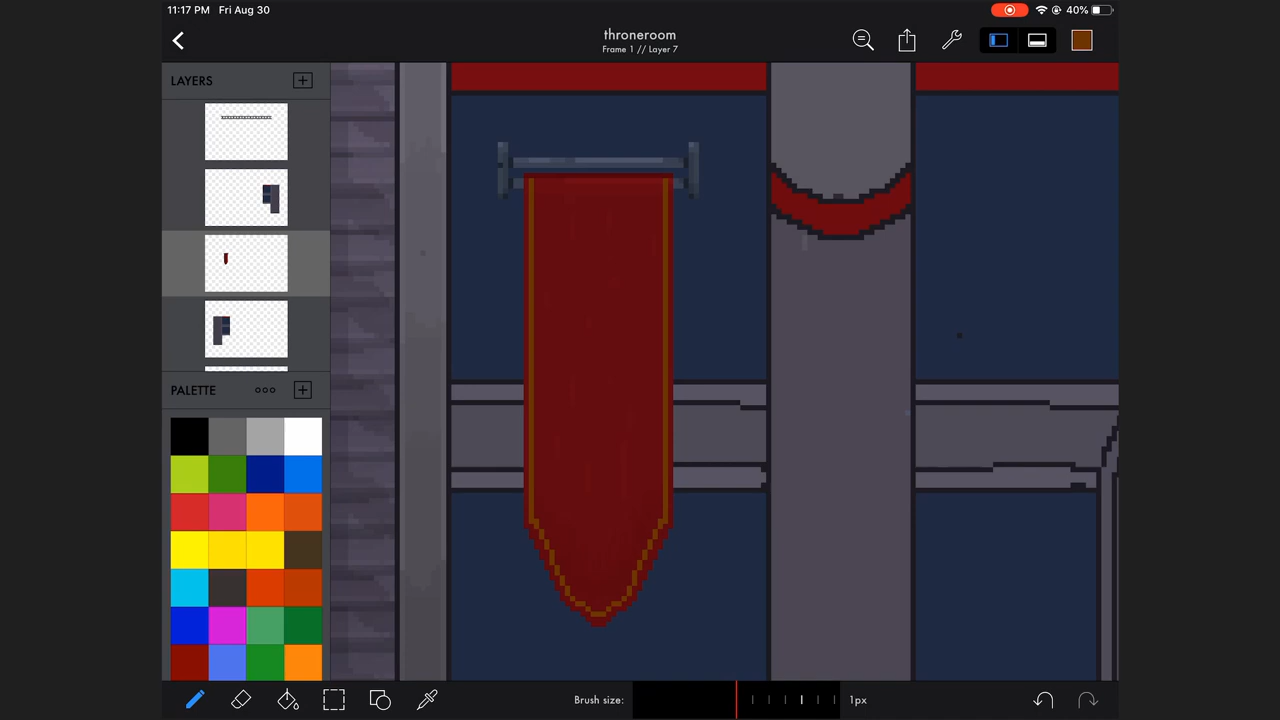 11:17 PM Fri Aug 30
40%
throneroom
Frame 1 // Layer 7
LAYERS
PALETTE
Brush size:
1px